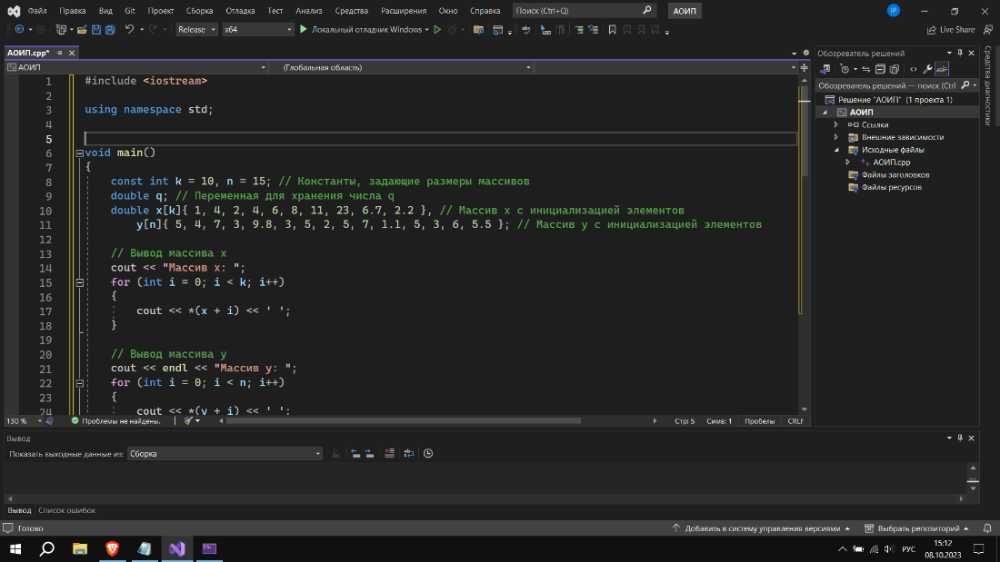 Файл Правка Вид Git Проект Сборка Отладка Тест Анализ Средства Расширения Окно Справка Поиск (Ctrl+Q) АОИП IP
Release x64 Локальный отладчик Windows Live Share
АОИП.cpp*
АОИП (Глобальная область)
1 #include <iostream>
2
3 using namespace std;
4
5
6 void main()
7 {
8 const int k = 10, n = 15; // Константы, задающие размеры массивов
9 double q; // Переменная для хранения числа q
10 double x[k]{ 1, 4, 2, 4, 6, 8, 11, 23, 6.7, 2.2 }, // Массив x с инициализацией элементов
11 y[n]{ 5, 4, 7, 3, 9.8, 3, 5, 2, 5, 7, 1.1, 5, 3, 6, 5.5 }; // Массив y с инициализацией элементов
12
13 // Вывод массива x
14 cout << "Массив x: ";
15 for (int i = 0; i < k; i++)
16 {
17 cout << *(x + i) << ' ';
18 }
19
20 // Вывод массива y
21 cout << endl << "Массив y: ";
22 for (int i = 0; i < n; i++)
23 {
24 cout << *(y + i) << ' ';
130 % Проблемы не найдены. Стр: 5 Симв: 1 Пробелы CRLF
Обозреватель решений
Обозреватель решений — поиск (Ctrl
Решение "АОИП" (1 проекта 1)
АОИП
Ссылки
Внешние зависимости
Исходные файлы
АОИП.cpp
Файлы заголовков
Файлы ресурсов
Средства диагностики
Вывод
Показать выходные данные из: Сборка
Вывод Список ошибок
Готово Добавить в систему управления версиями Выбрать репозиторий
РУС 15:12
08.10.2023